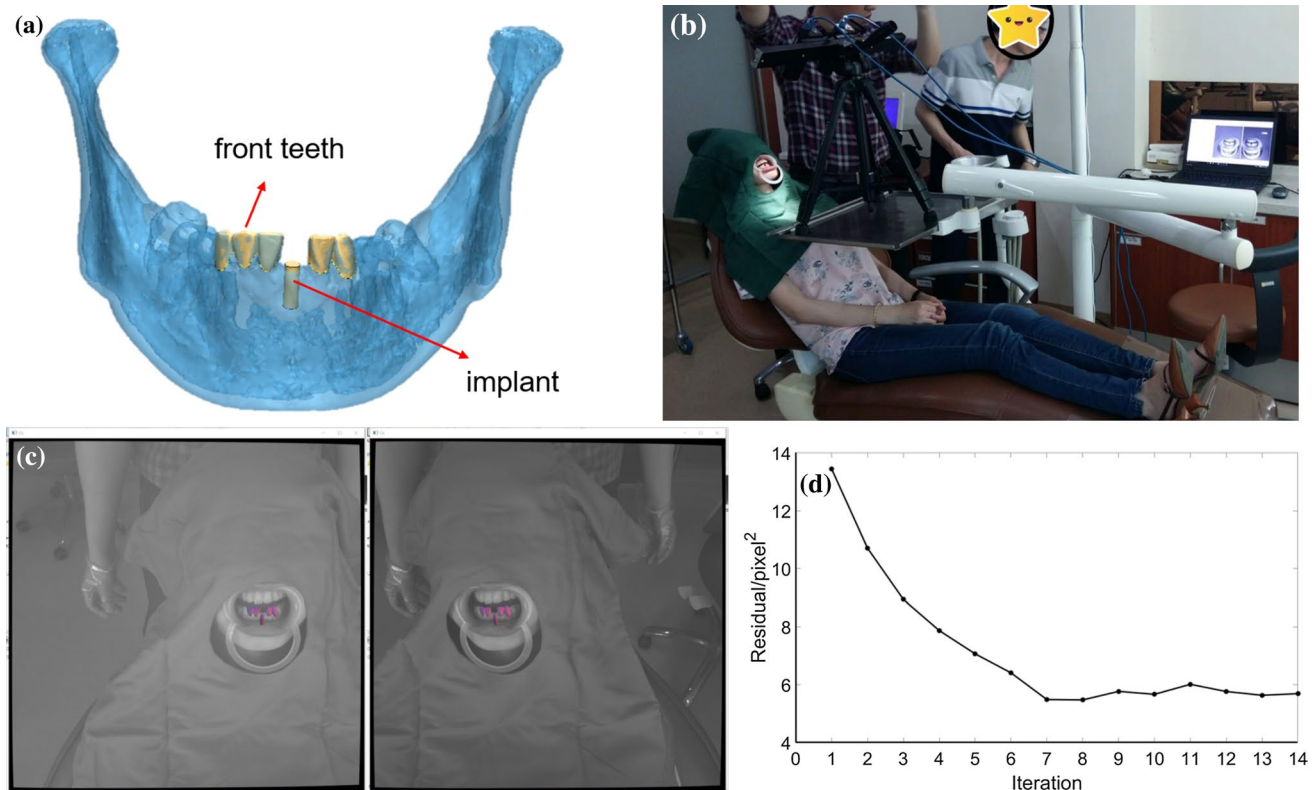 (a)
front teeth
implant
(b)
(c)
(d)
14
12
10
8
6
4
0 1 2 3 4 5 6 7 8 9 10 11 12 13 14
Residual/pixel²
Iteration